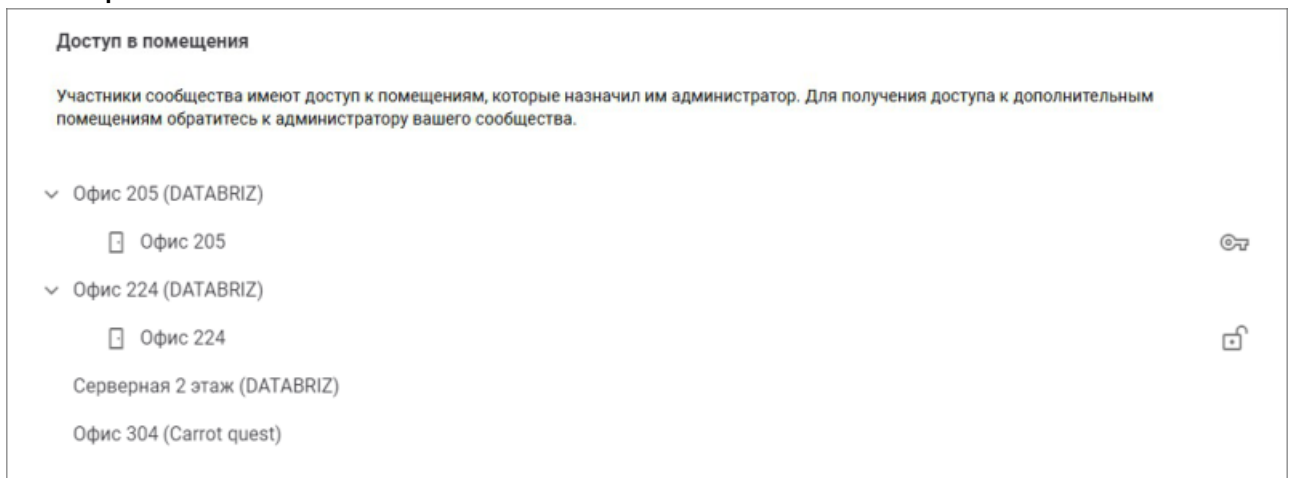 Доступ в помещения
Участники сообщества имеют доступ к помещениям, которые назначил им администратор. Для получения доступа к дополнительным
помещениям обратитесь к администратору вашего сообщества.
Офис 205 (DATABRIZ)
Офис 205
Офис 224 (DATABRIZ)
Офис 224
Серверная 2 этаж (DATABRIZ)
Офис 304 (Carrot quest)